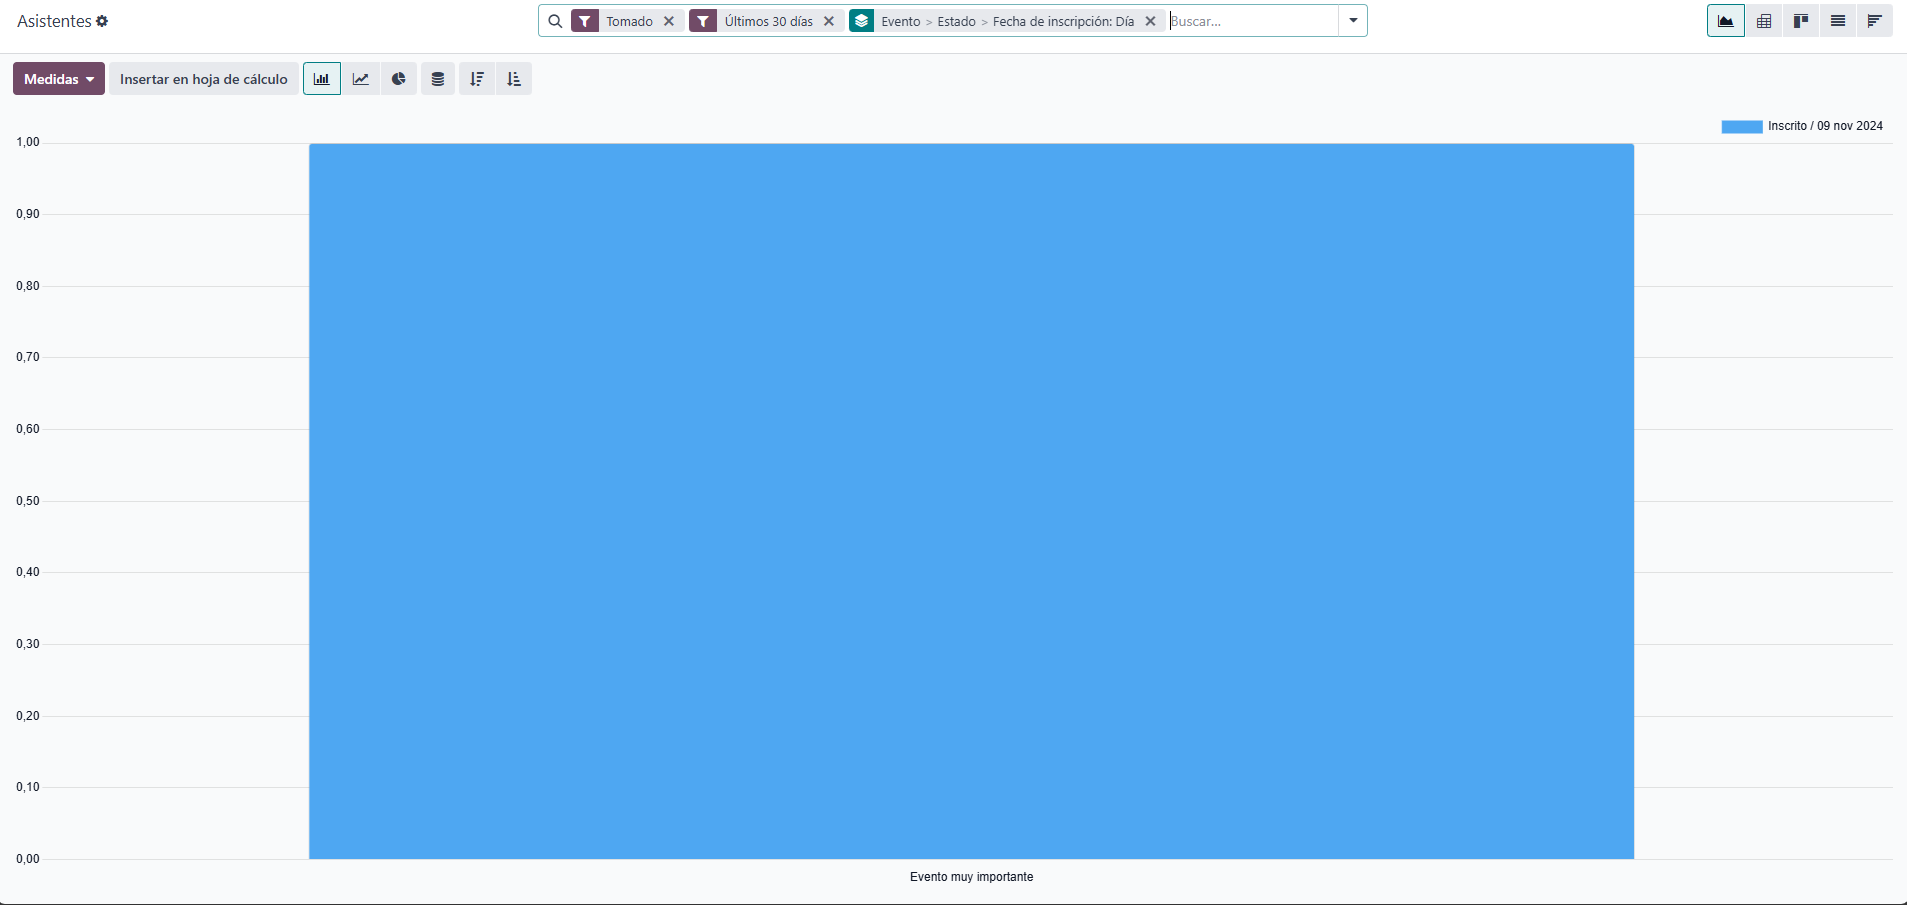 Asistentes
Tomado
Últimos 30 días
Evento > Estado > Fecha de inscripción: Día
Buscar...
Medidas
Insertar en hoja de cálculo
Inscrito / 09 nov 2024
1,00
0,90
0,80
0,70
0,60
0,50
0,40
0,30
0,20
0,10
0,00
Evento muy importante